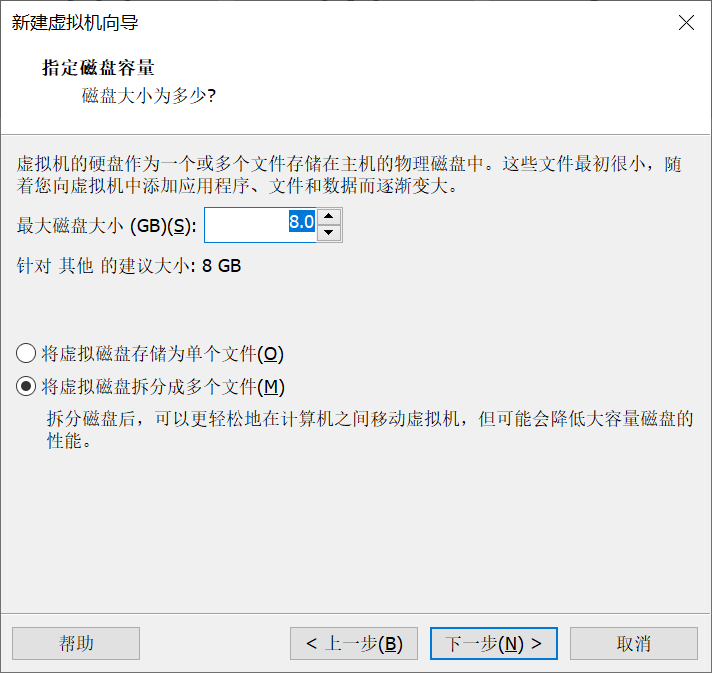 新建虚拟机向导
指定磁盘容量
磁盘大小为多少?
虚拟机的硬盘作为一个或多个文件存储在主机的物理磁盘中。这些文件最初很小，随
着您向虚拟机中添加应用程序、文件和数据而逐渐变大。
最大磁盘大小 (GB)(S): 8.0
针对 其他 的建议大小: 8 GB
将虚拟磁盘存储为单个文件(O)
将虚拟磁盘拆分成多个文件(M)
拆分磁盘后，可以更轻松地在计算机之间移动虚拟机，但可能会降低大容量磁盘的
性能。
帮助 < 上一步(B) 下一步(N) > 取消